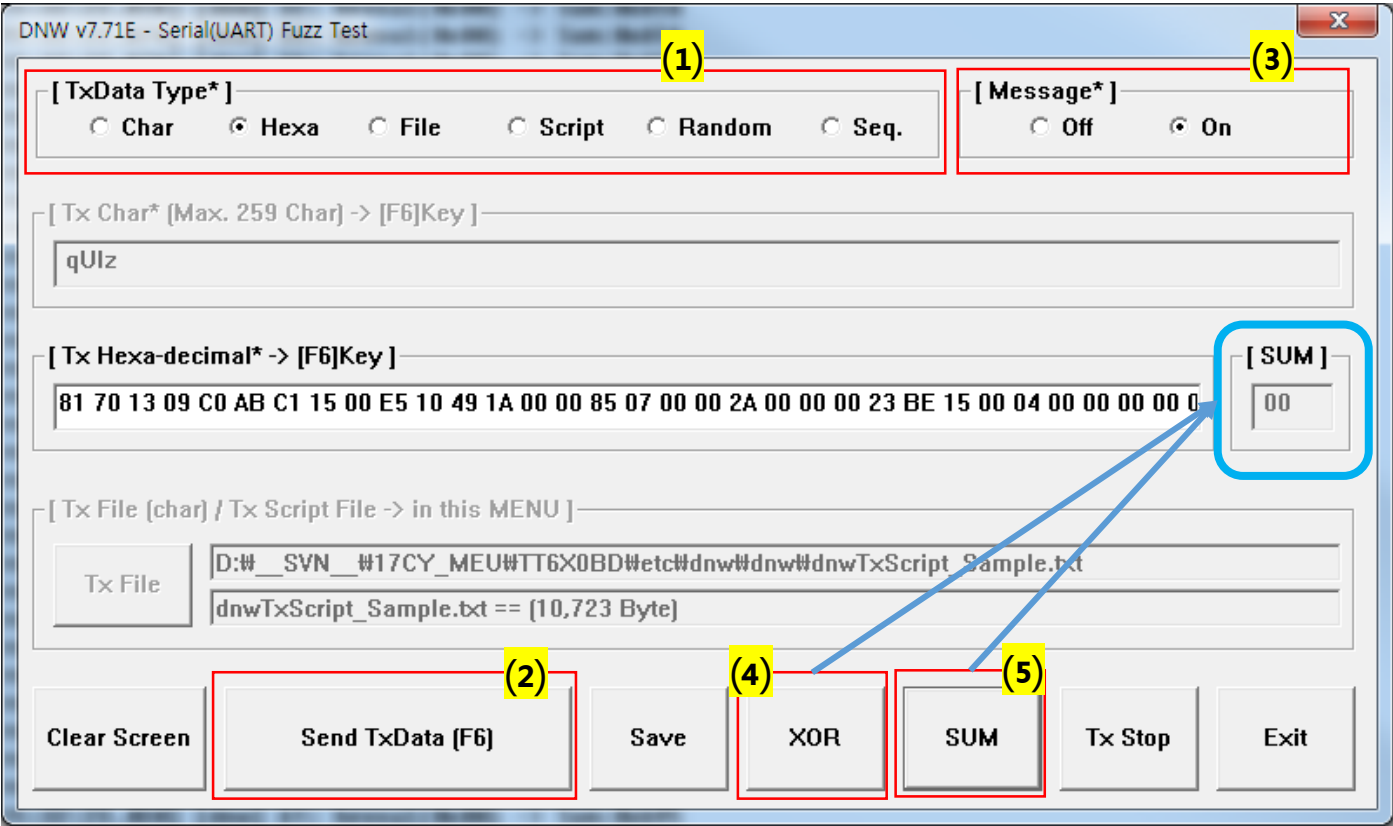 DNW v7.71E - Serial(UART) Fuzz Test
(1)
(3)
[ TxData Type* ]
Char Hexa File Script Random Seq.
[ Message* ]
Off On
[ Tx Char* (Max. 259 Char) -> [F6]Key ]
qUIz
[ Tx Hexa-decimal* -> [F6]Key ]
[ SUM ]
81 70 13 09 C0 AB C1 15 00 E5 10 49 1A 00 00 85 07 00 00 2A 00 00 00 23 BE 15 00 04 00 00 00 00 0
00
[ Tx File (char) / Tx Script File -> in this MENU ]
Tx File
D:₩__SVN__₩17CY_MEU₩TT6X0BD₩etc₩dnw₩dnw₩dnwTxScript_Sample.txt
dnwTxScript_Sample.txt == (10,723 Byte)
(2)
(4)
(5)
Clear Screen
Send TxData (F6)
Save
XOR
SUM
Tx Stop
Exit